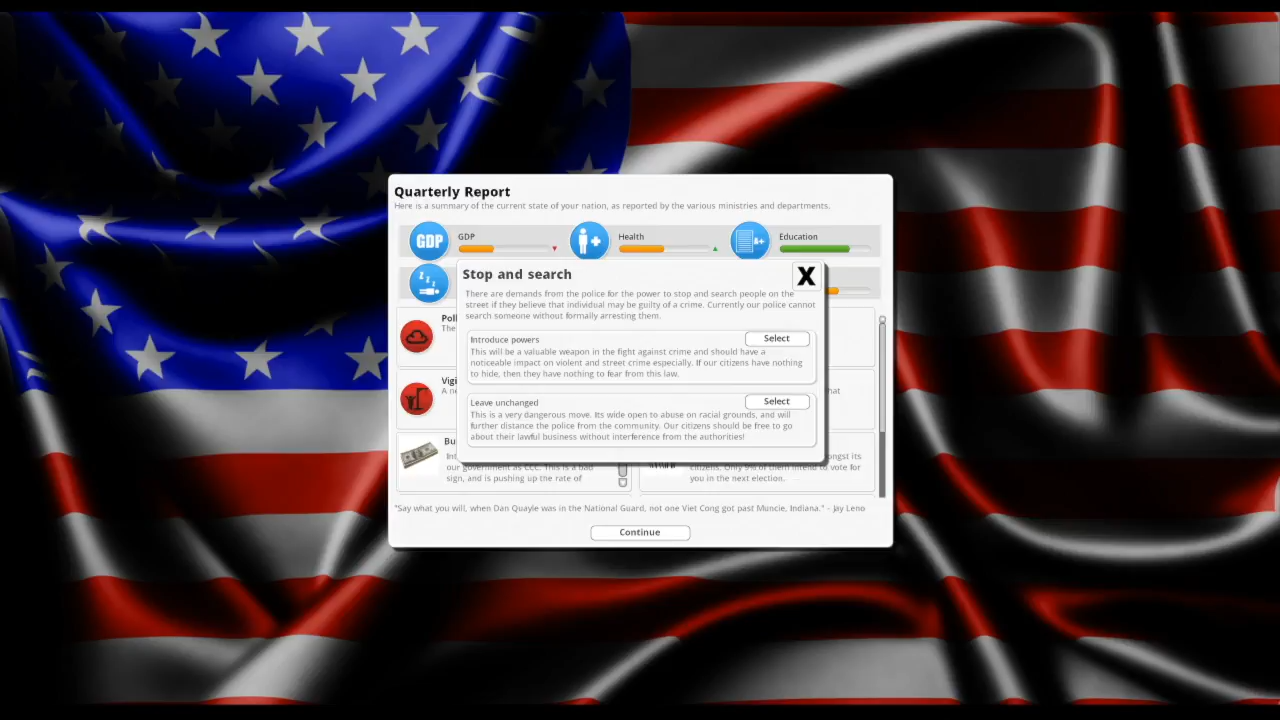 Quarterly Report
Here is a summary of the current state of your nation, as reported by the various ministries and departments.
GDP
GDP
Health
Education
Stop and search
X
There are demands from the police for the power to stop and search people on the
street if they believe that individual may be guilty of a crime. Currently our police cannot
search someone without formally arresting them.
Introduce powers
Select
This will be a valuable weapon in the fight against crime and should have a
noticeable impact on violent and street crime especially. If our citizens have nothing
to hide, then they have nothing to fear from this law.
Leave unchanged
Select
This is a very dangerous move. Its wide open to abuse on racial grounds, and will
further distance the police from the community. Our citizens should be free to go
about their lawful business without interference from the authorities!
Poll
The
Vigi
A ne
hat
Bu
Int
our government as CCC. This is a bad
sign, and is pushing up the rate of
ongst its
citizens. Only 9% of them intend to vote for
you in the next election.
"Say what you will, when Dan Quayle was in the National Guard, not one Viet Cong got past Muncie, Indiana." - Jay Leno
Continue